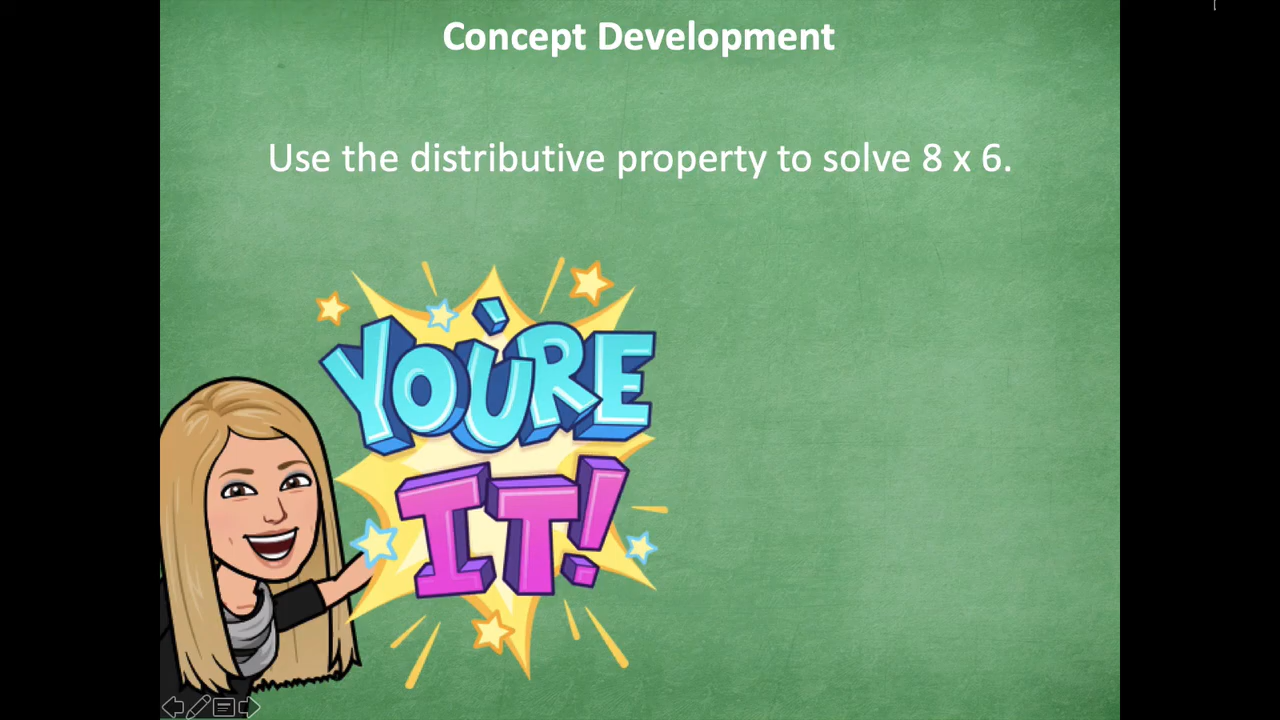 Concept Development
Use the distributive property to solve 8 x 6.
YOU'RE
IT!